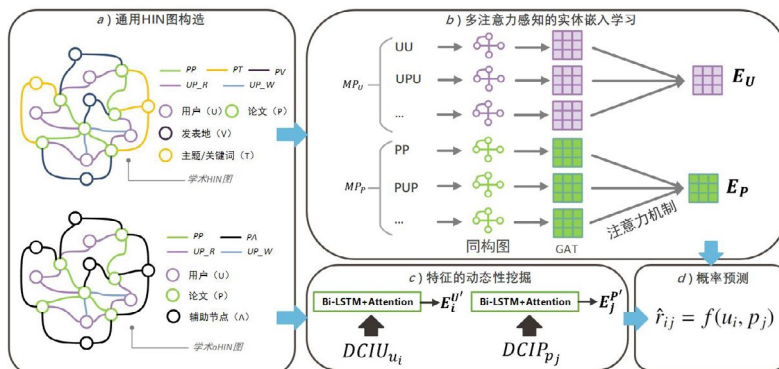 a）通用HIN图构造
PP
PT
PV
UP_R
UP_W
用户（U）
论文（P）
发表地（V）
主题/关键词（T）
学术HIN图
PP
PA
UP_R
UP_W
用户（U）
论文（P）
辅助节点（A）
学术aHIN图
b）多注意力感知的实体嵌入学习
MP_U
UU
UPU
...
E_U
MP_P
PP
PUP
...
E_P
同构图
GAT
注意力机制
c）特征的动态性挖掘
Bi-LSTM+Attention
E_i^{U'}
DCIU_{u_i}
Bi-LSTM+Attention
E_j^{P'}
DCIP_{p_j}
d）概率预测
r̂_{ij} = f(u_i, p_j)